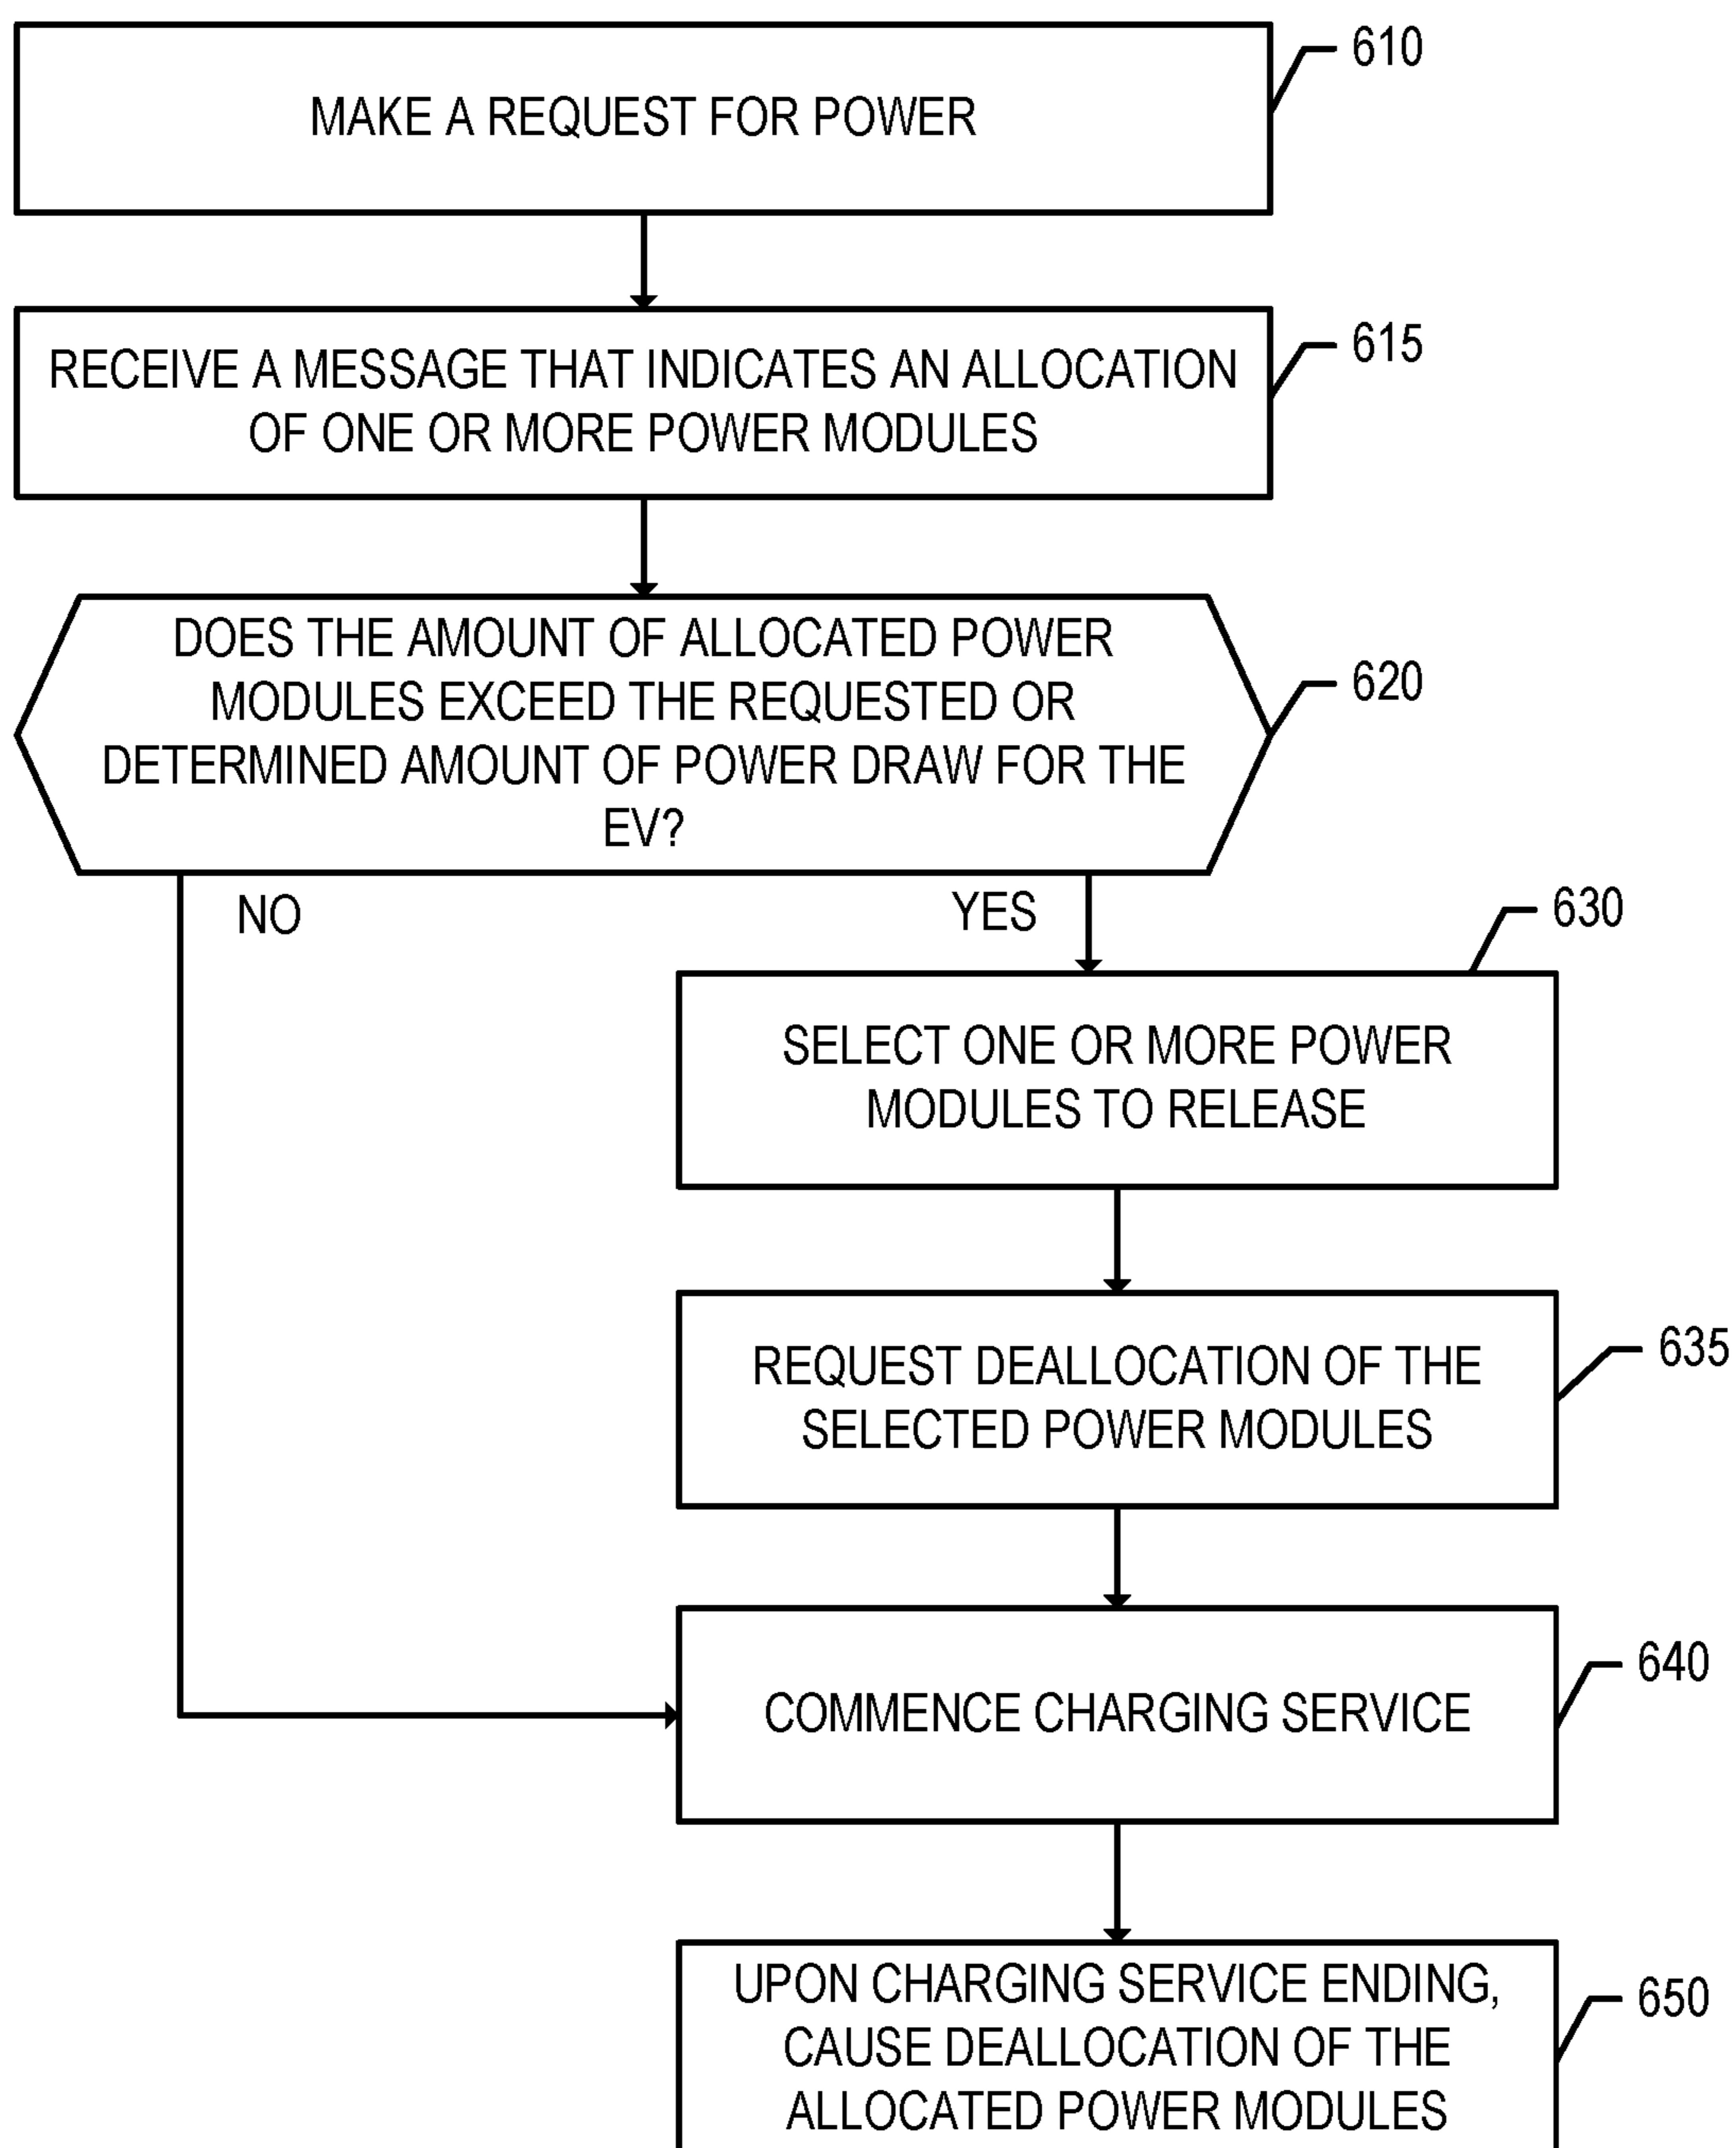 610
MAKE A REQUEST FOR POWER
615
RECEIVE A MESSAGE THAT INDICATES AN ALLOCATION
OF ONE OR MORE POWER MODULES
DOES THE AMOUNT OF ALLOCATED POWER
MODULES EXCEED THE REQUESTED OR
620
DETERMINED AMOUNT OF POWER DRAW FOR THE
EV?
NO
YES
630
SELECT ONE OR MORE POWER
MODULES TO RELEASE
635
REQUEST DEALLOCATION OF THE
SELECTED POWER MODULES
640
COMMENCE CHARGING SERVICE
UPON CHARGING SERVICE ENDING,
650
CAUSE DEALLOCATION OF THE
ALLOCATED POWER MODULES